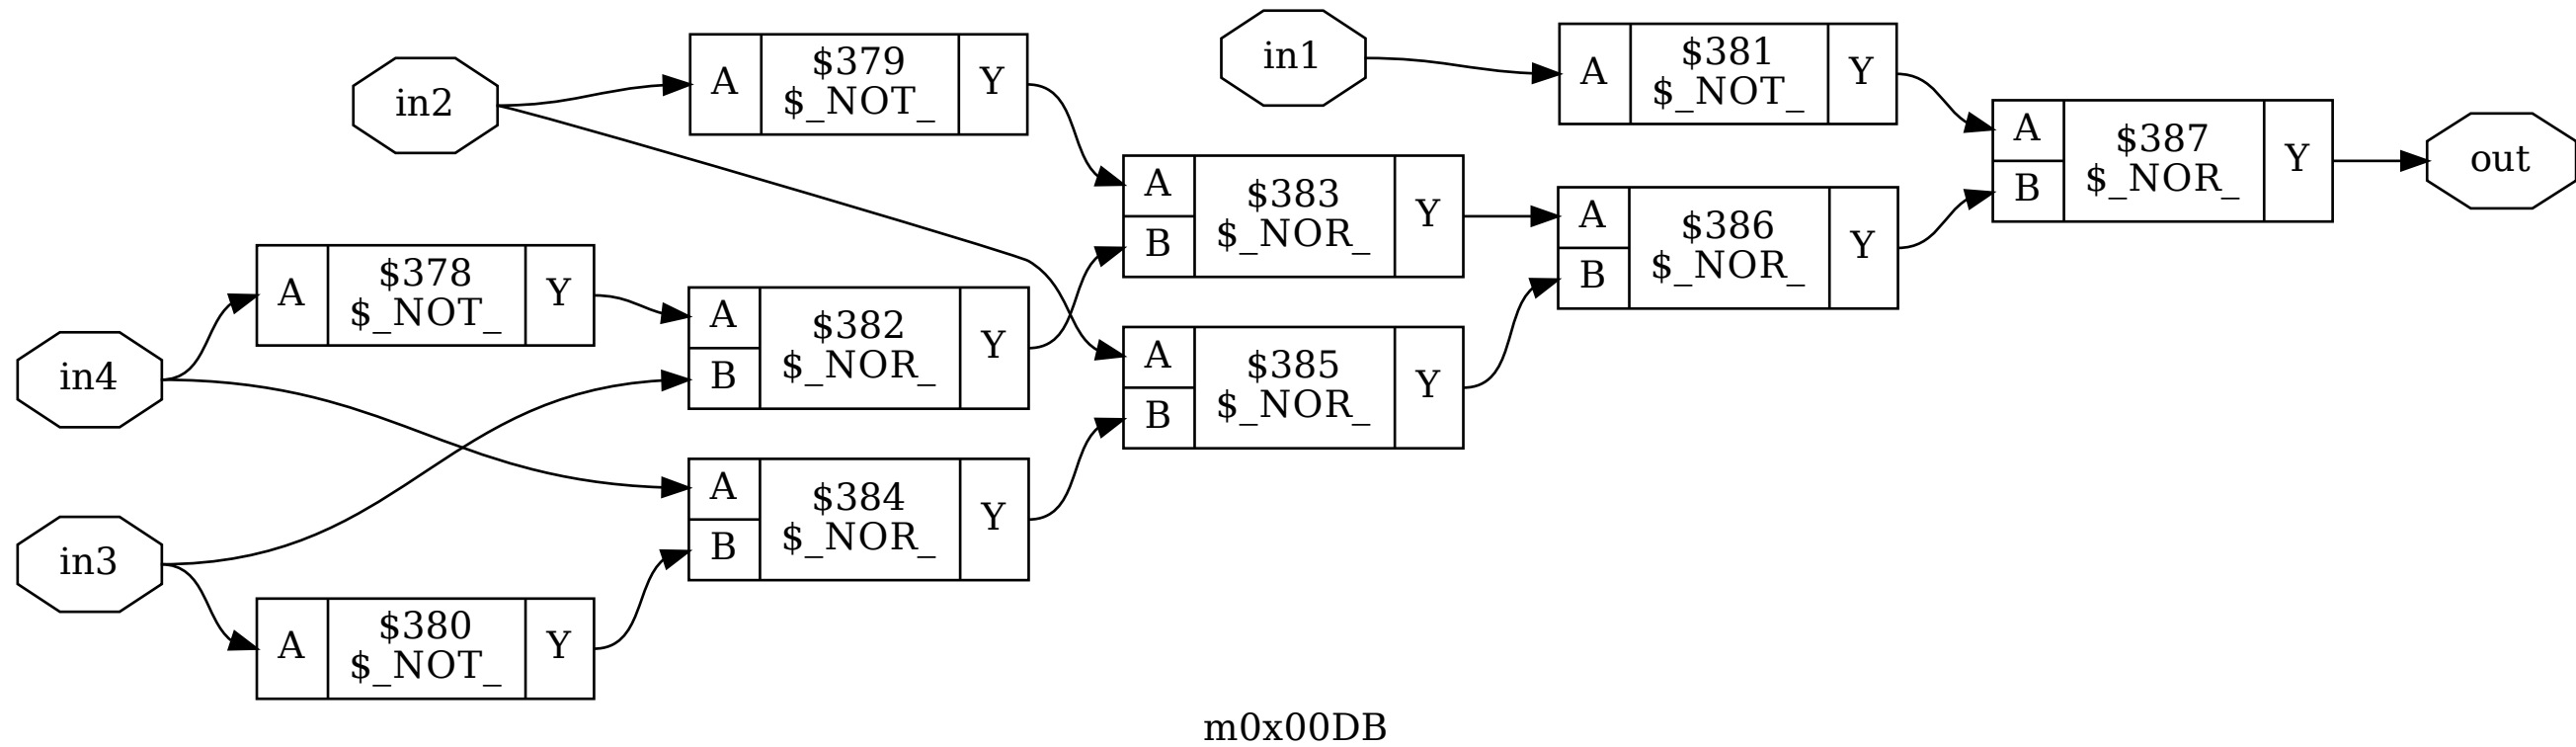 in1
A
$381
$_NOT_
Y
in2
A
$379
$_NOT_
Y
A
B
$387
$_NOR_
Y
out
A
B
$383
$_NOR_
Y
A
B
$386
$_NOR_
Y
A
$378
$_NOT_
Y
in4
A
B
$382
$_NOR_
Y
A
B
$385
$_NOR_
Y
A
B
$384
$_NOR_
Y
in3
A
$380
$_NOT_
Y
m0x00DB